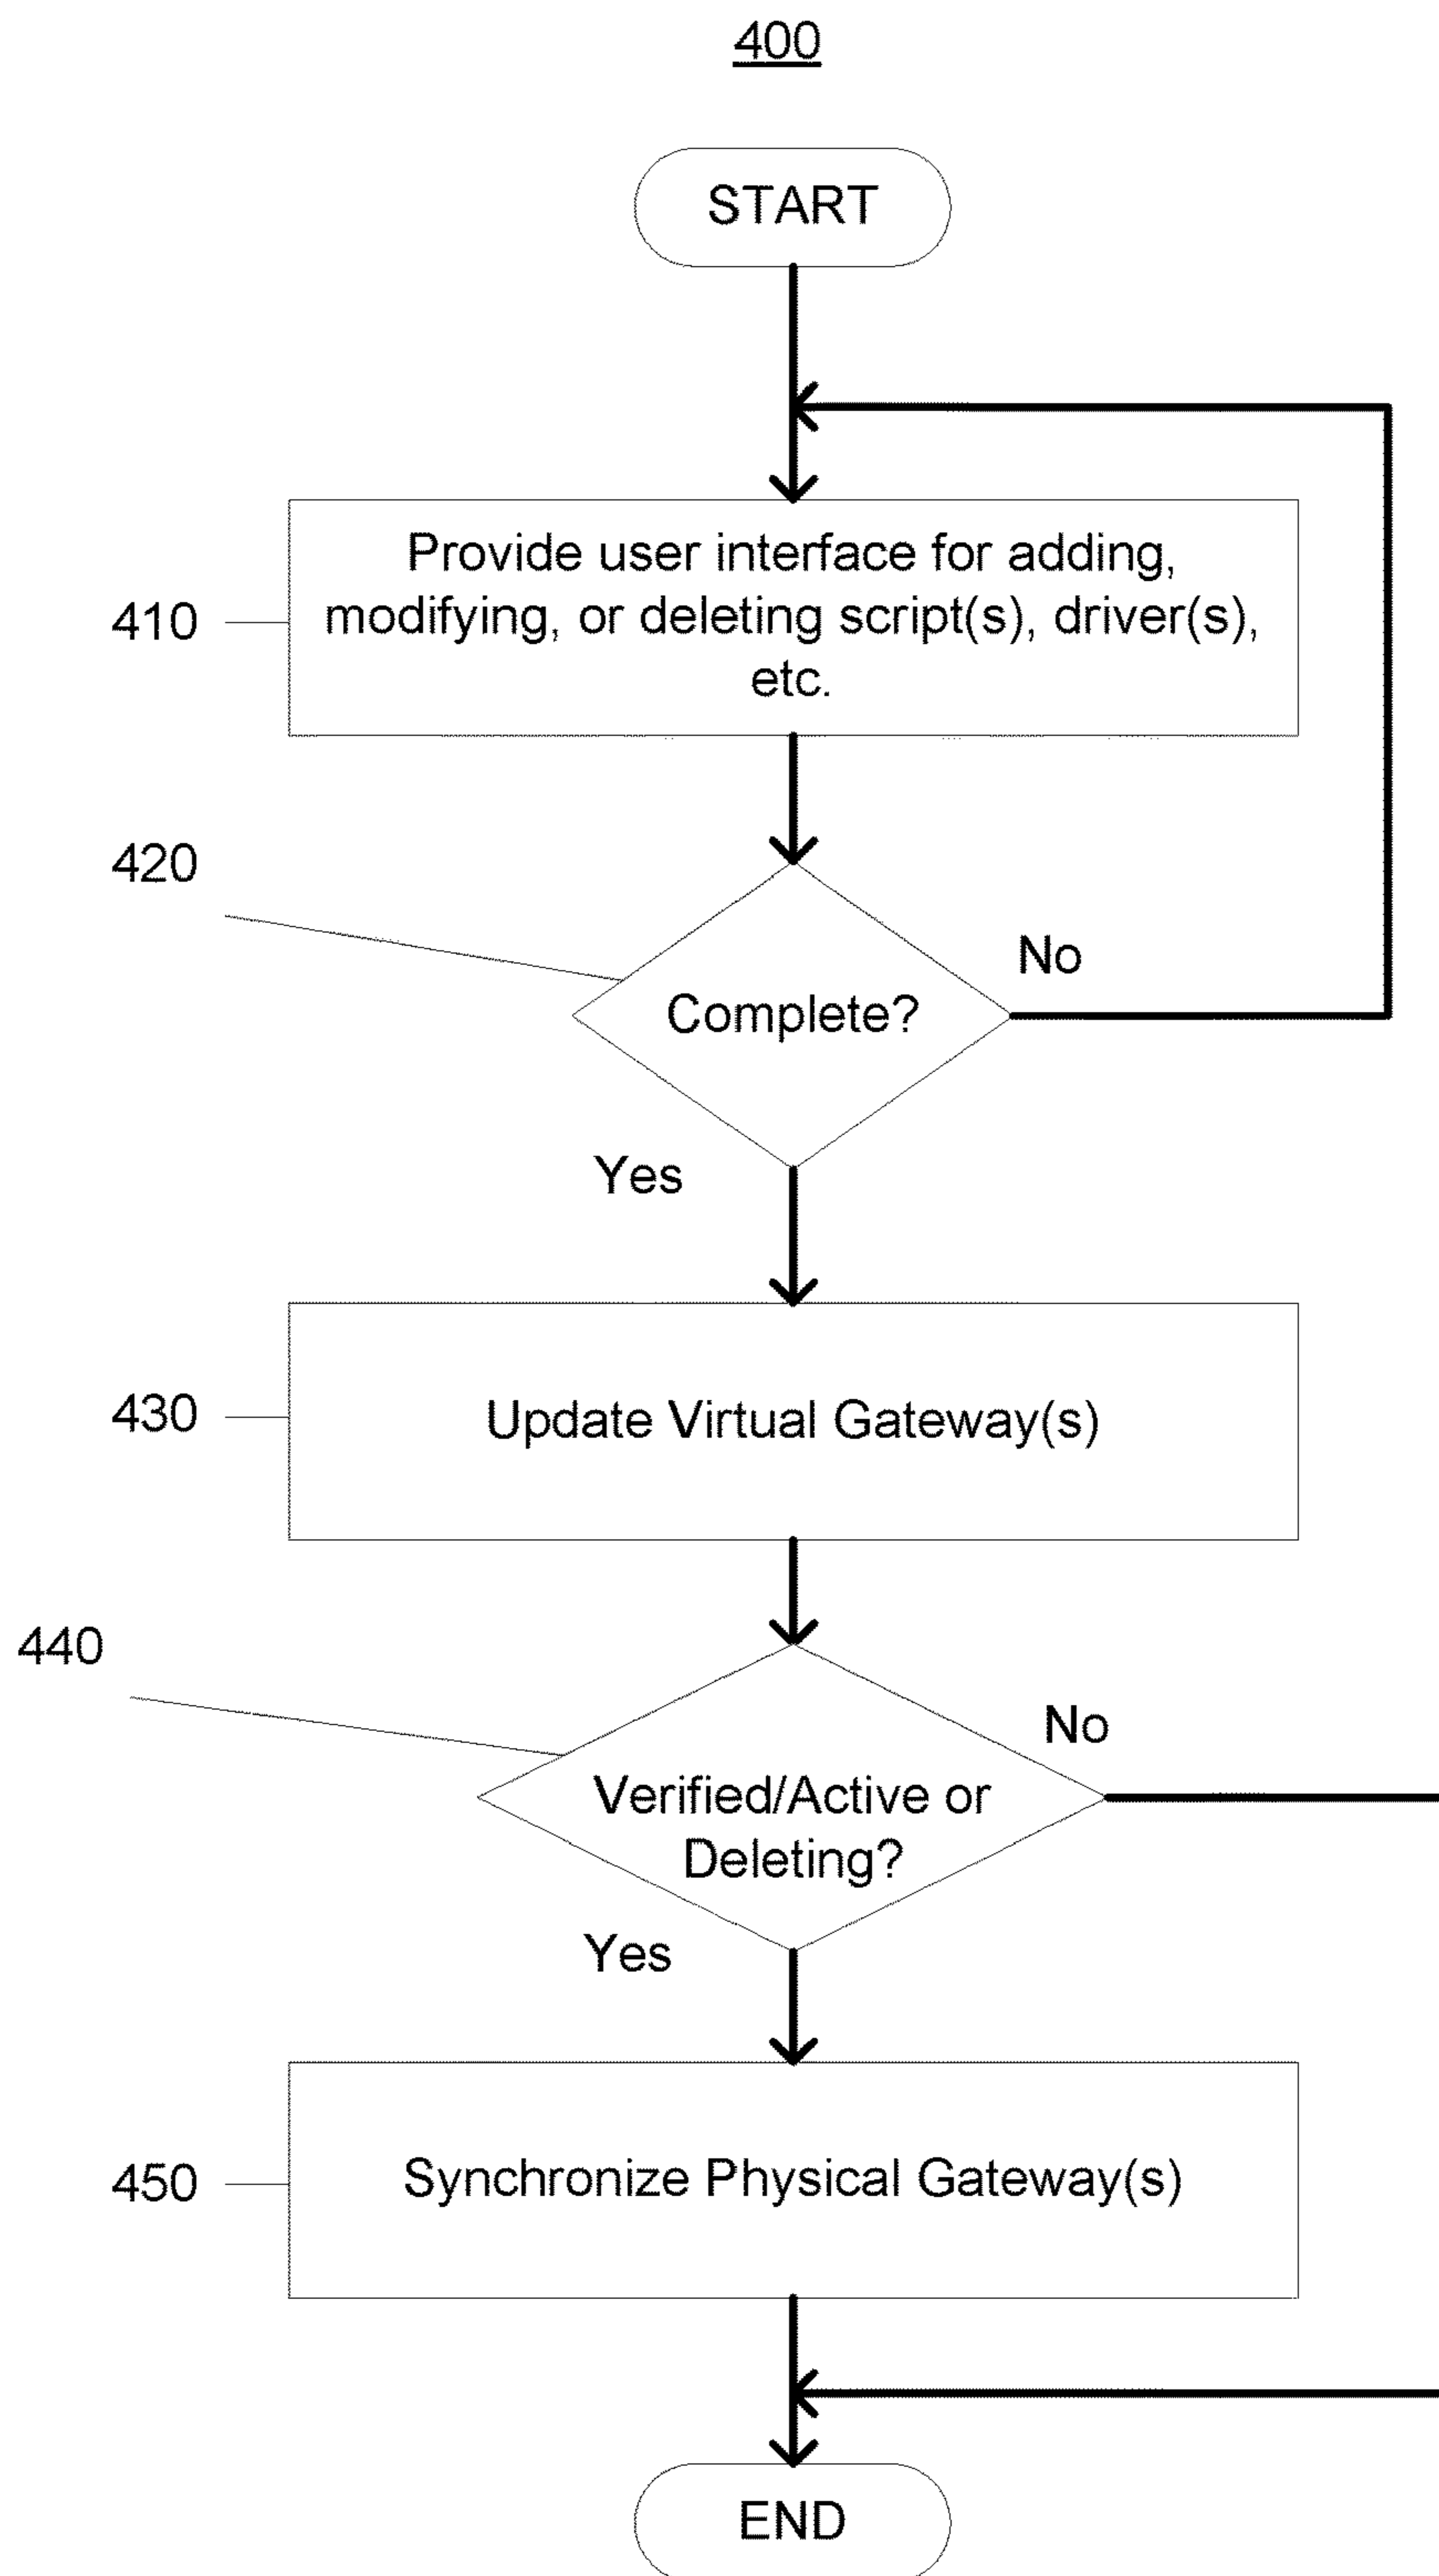 400
START
Provide user interface for adding,
modifying, or deleting script(s), driver(s),
etc.
410
420
No
Complete?
Yes
430
Update Virtual Gateway(s)
440
No
Verified/Active or
Deleting?
Yes
450
Synchronize Physical Gateway(s)
END